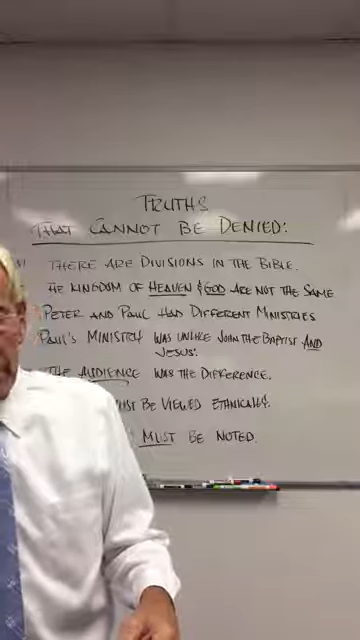 TRUTHS
THAT CANNOT BE DENIED:
THERE ARE DIVISIONS IN THE BIBLE.
HE KINGDOM OF HEAVEN & GOD ARE NOT THE SAME
PETER AND PAUL HAD DIFFERENT MINISTRIES
PAUL'S MINISTRY WAS UNLIKE JOHN THE BAPTIST AND
JESUS'.
THE AUDIENCE WAS THE DIFFERENCE.
BE VIEWED ETHNICALLY.
MUST BE NOTED.